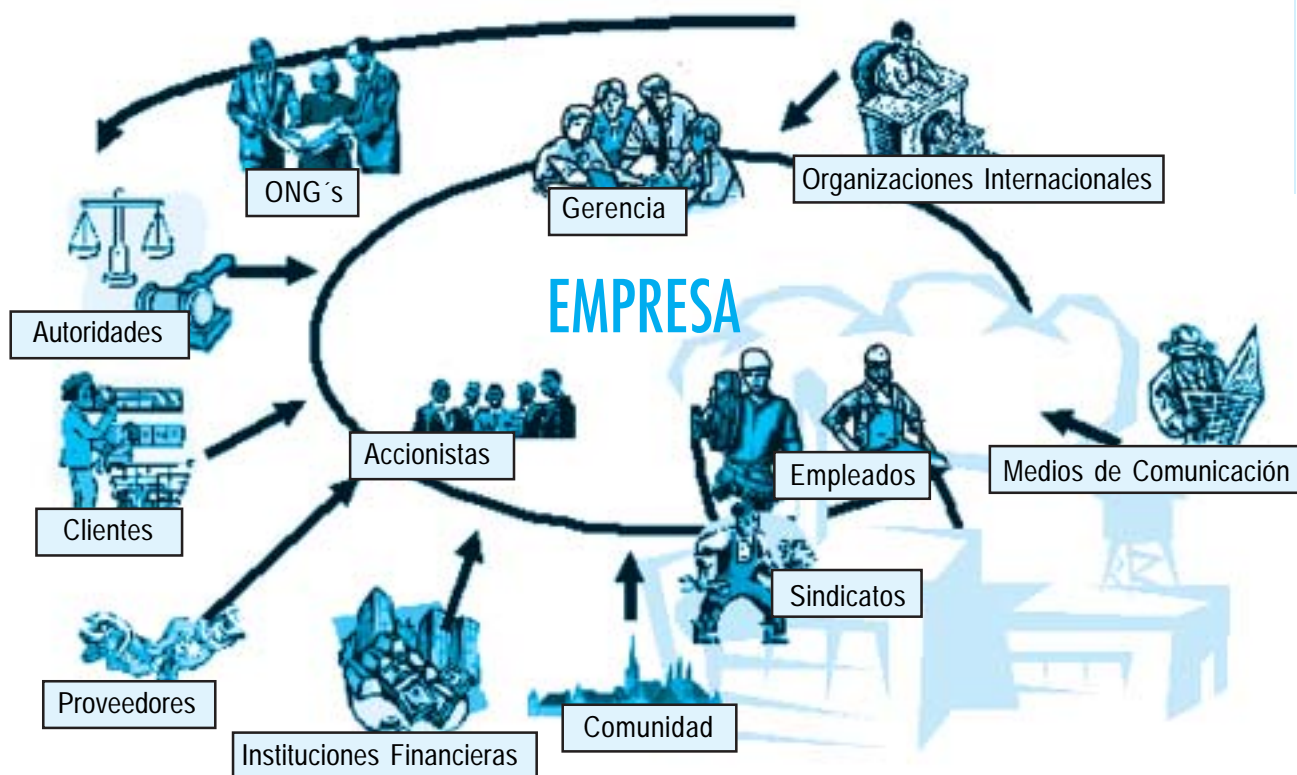 ONG´s
Gerencia
Organizaciones Internacionales
EMPRESA
Autoridades
Accionistas
Empleados
Medios de Comunicación
Clientes
Sindicatos
Proveedores
Instituciones Financieras
Comunidad